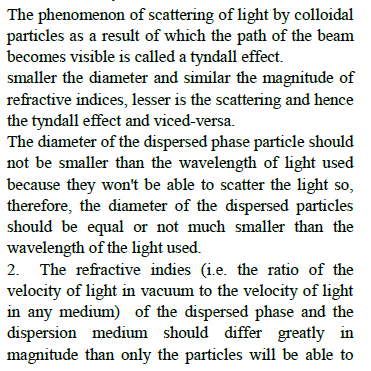 The phenomenon of scattering of light by colloidal
particles as a result of which the path of the beam
becomes visible is called a tyndall effect.
smaller the diameter and similar the magnitude of
refractive indices, lesser is the scattering and hence
the tyndall effect and viced-versa.
The diameter of the dispersed phase particle should
not be smaller than the wavelength of light used
because they won't be able to scatter the light so,
therefore, the diameter of the dispersed particles
should be equal or not much smaller than the
wavelength of the light used.
2. The refractive indies (i.e. the ratio of the
velocity of light in vacuum to the velocity of light
in any medium) of the dispersed phase and the
dispersion medium should differ greatly in
magnitude than only the particles will be able to